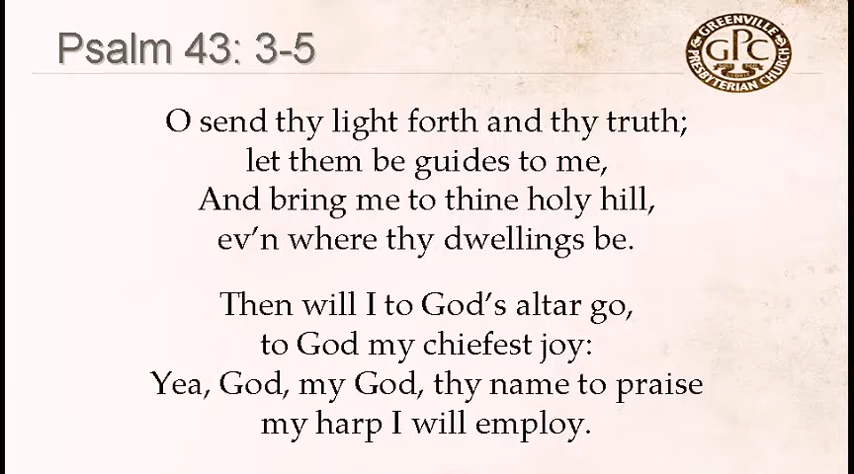 Psalm 43: 3-5
GREENVILLE
GPC
PRESBYTERIAN CHURCH
O send thy light forth and thy truth;
let them be guides to me,
And bring me to thine holy hill,
ev’n where thy dwellings be.
Then will I to God’s altar go,
to God my chiefest joy:
Yea, God, my God, thy name to praise
my harp I will employ.